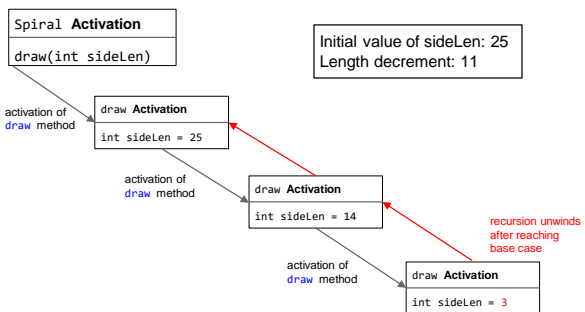 Spiral Activation
draw(int sideLen)
Initial value of sideLen: 25
Length decrement: 11
activation of
draw method
draw Activation
int sideLen = 25
activation of
draw method
draw Activation
int sideLen = 14
recursion unwinds
after reaching
base case
activation of
draw method
draw Activation
int sideLen = 3